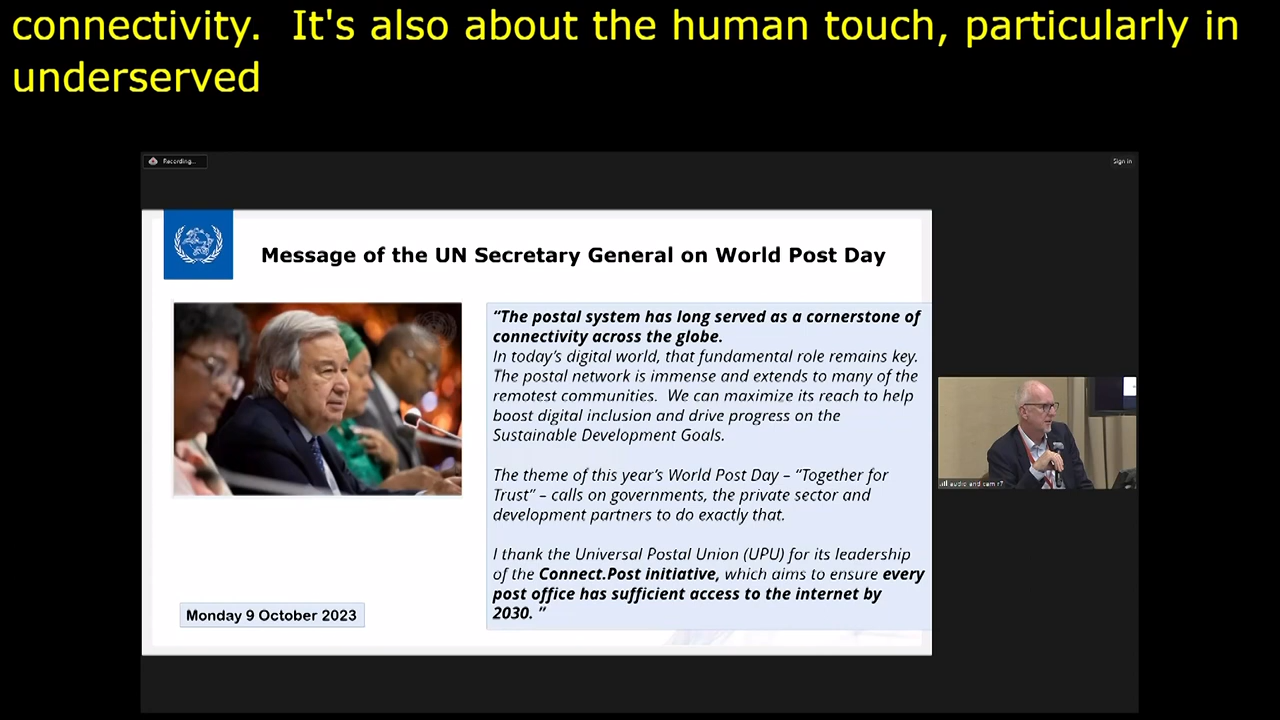 connectivity.  It's also about the human touch, particularly in
underserved
Recording...
Sign in
Message of the UN Secretary General on World Post Day
“The postal system has long served as a cornerstone of
connectivity across the globe.
In today’s digital world, that fundamental role remains key.
The postal network is immense and extends to many of the
remotest communities.  We can maximize its reach to help
boost digital inclusion and drive progress on the
Sustainable Development Goals.
The theme of this year’s World Post Day – “Together for
Trust” – calls on governments, the private sector and
development partners to do exactly that.
I thank the Universal Postal Union (UPU) for its leadership
of the Connect.Post initiative, which aims to ensure every
post office has sufficient access to the internet by
2030. ”
Monday 9 October 2023
audio and cam r7